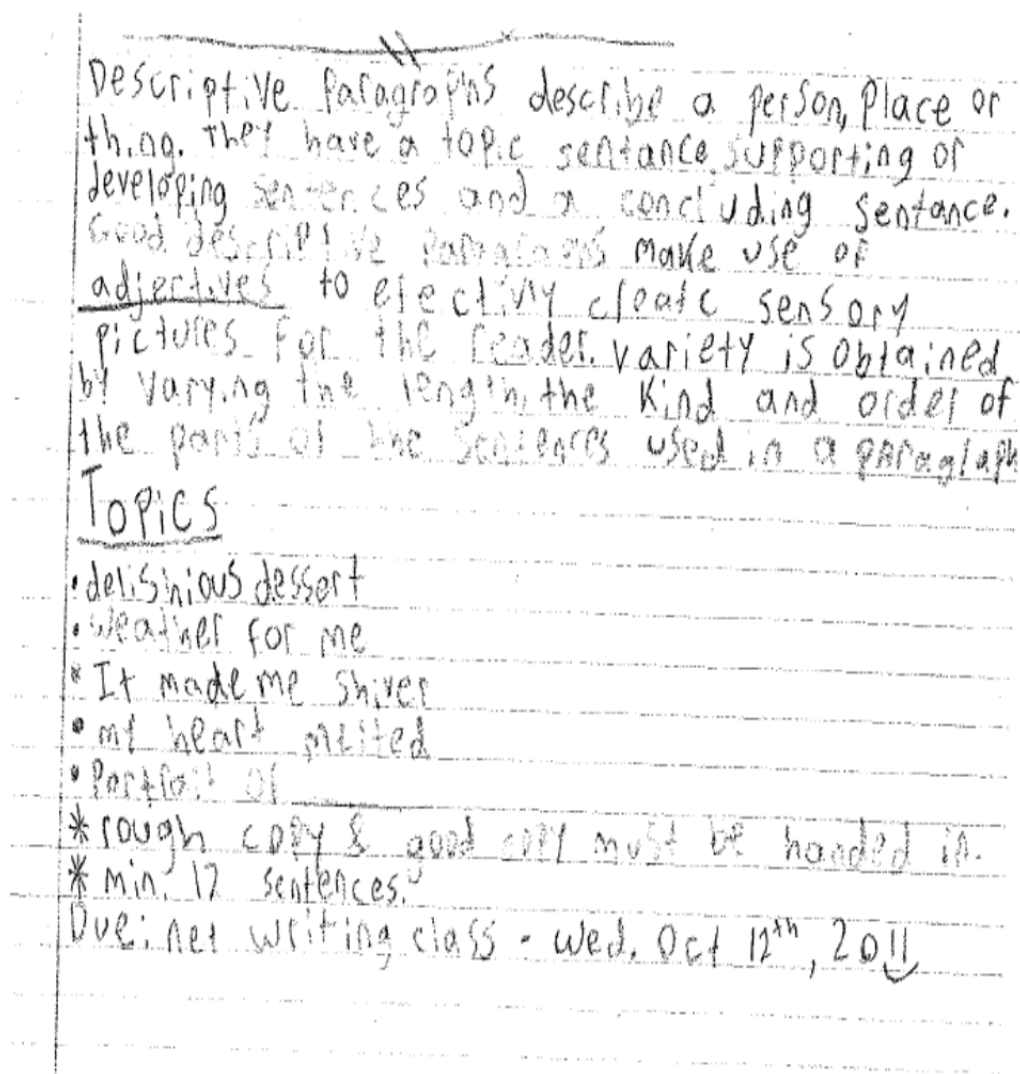 Descriptive Paragraphs describe a person, place or
thing. They have a topic sentance, supporting or
developing sentences and a concluding sentance.
Good descriptive paragraphs make use of
adjectives to efectivly create sensory
pictures for the reader. Variety is obtained
by varying the length, the kind and order of
the parts of the sentences used in a paragraph
Topics
• delishious dessert
• weather for me
* It made me shiver
• my heart melted
• Portrait of ______
* rough copy & good copy must be handed in.
* min. 12 sentences.
Due: net writing class - wed. Oct 12th, 2011